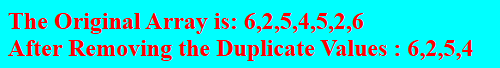 The Original Array is: 6,2,5,4,5,2,6
After Removing the Duplicate Values : 6,2,5,4